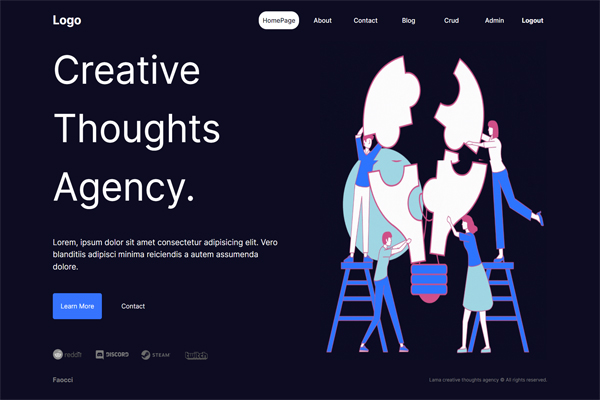 Logo
HomePage About Contact Blog Crud Admin Logout
Creative
Thoughts
Agency.
Lorem, ipsum dolor sit amet consectetur adipisicing elit. Vero
blanditiis adipisci minima reiciendis a autem assumenda
dolore.
Learn More Contact
reddit DISCORD STEAM twitch
Faocci Lama creative thoughts agency © All rights reserved